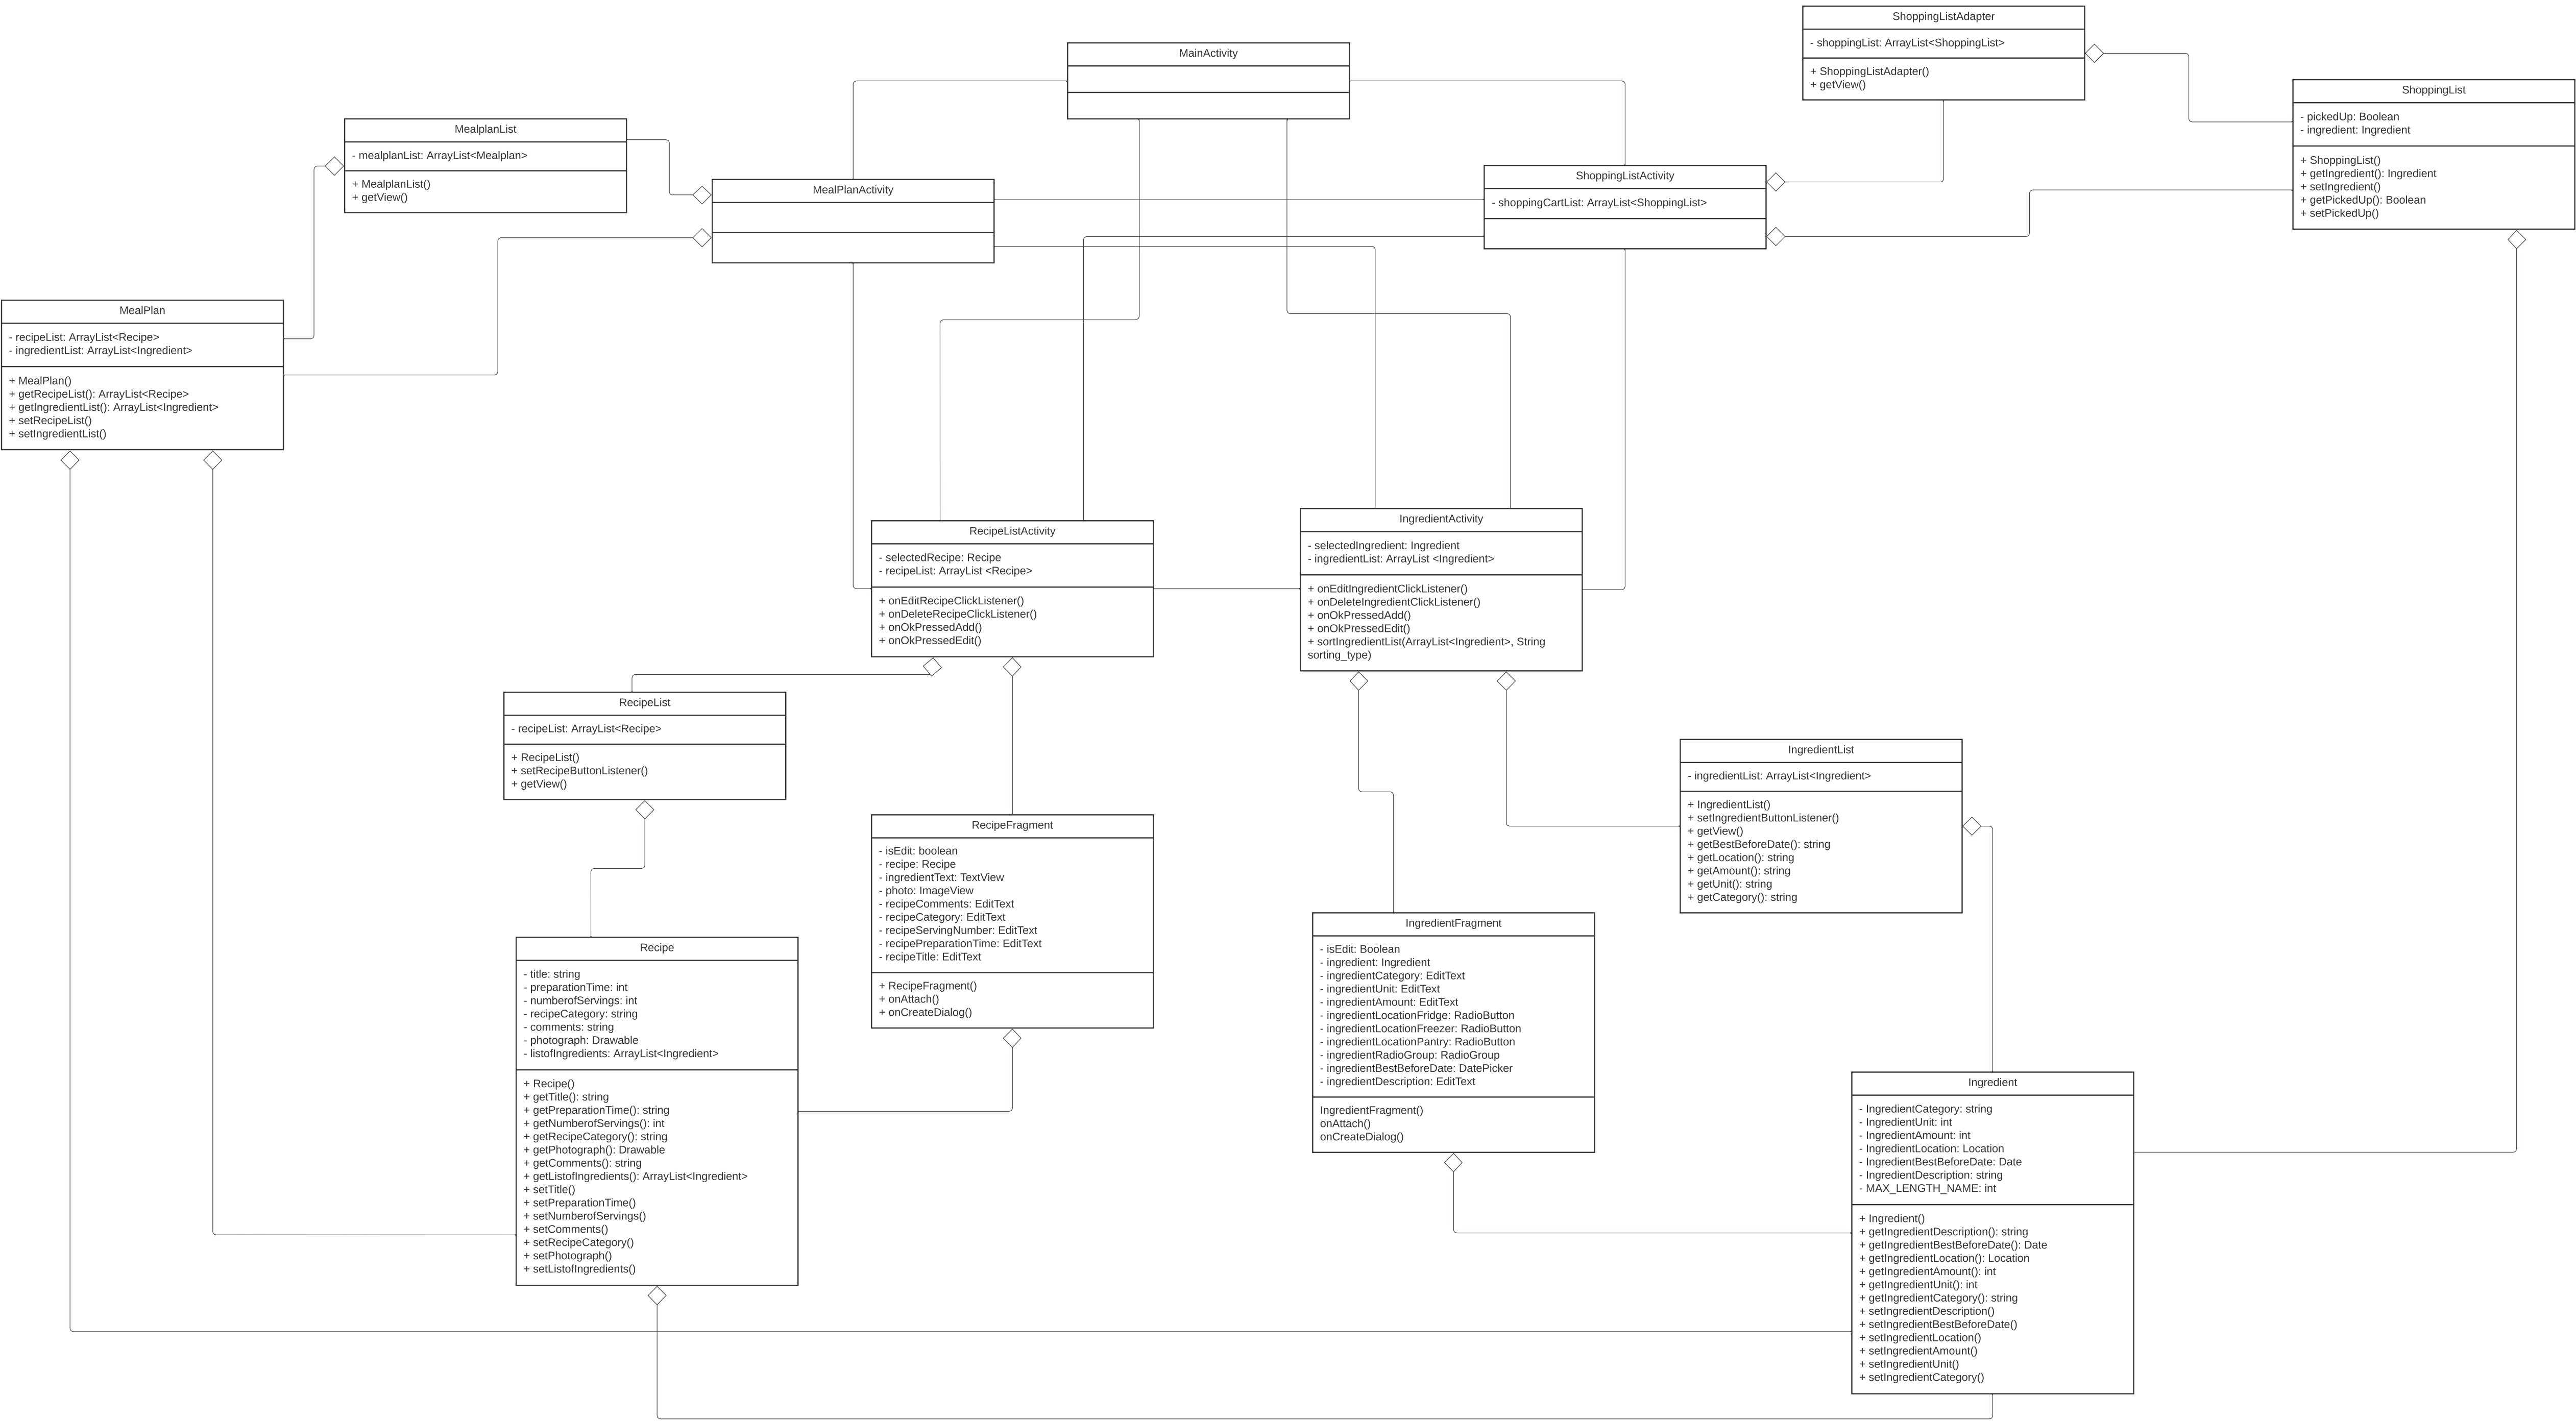 ShoppingListAdapter
- shoppingList: ArrayList<ShoppingList>
+ ShoppingListAdapter()
+ getView()
MainActivity
ShoppingList
- pickedUp: Boolean
- ingredient: Ingredient
+ ShoppingList()
+ getIngredient(): Ingredient
+ setIngredient()
+ getPickedUp(): Boolean
+ setPickedUp()
MealplanList
- mealplanList: ArrayList<Mealplan>
+ MealplanList()
+ getView()
MealPlanActivity
ShoppingListActivity
- shoppingCartList: ArrayList<ShoppingList>
MealPlan
- recipeList: ArrayList<Recipe>
- ingredientList: ArrayList<Ingredient>
+ MealPlan()
+ getRecipeList(): ArrayList<Recipe>
+ getIngredientList(): ArrayList<Ingredient>
+ setRecipeList()
+ setIngredientList()
RecipeListActivity
- selectedRecipe: Recipe
- recipeList: ArrayList <Recipe>
+ onEditRecipeClickListener()
+ onDeleteRecipeClickListener()
+ onOkPressedAdd()
+ onOkPressedEdit()
IngredientActivity
- selectedIngredient: Ingredient
- ingredientList: ArrayList <Ingredient>
+ onEditIngredientClickListener()
+ onDeleteIngredientClickListener()
+ onOkPressedAdd()
+ onOkPressedEdit()
+ sortIngredientList(ArrayList<Ingredient>, String
sorting_type)
RecipeList
- recipeList: ArrayList<Recipe>
+ RecipeList()
+ setRecipeButtonListener()
+ getView()
IngredientList
- ingredientList: ArrayList<Ingredient>
+ IngredientList()
+ setIngredientButtonListener()
+ getView()
+ getBestBeforeDate(): string
+ getLocation(): string
+ getAmount(): string
+ getUnit(): string
+ getCategory(): string
RecipeFragment
- isEdit: boolean
- recipe: Recipe
- ingredientText: TextView
- photo: ImageView
- recipeComments: EditText
- recipeCategory: EditText
- recipeServingNumber: EditText
- recipePreparationTime: EditText
- recipeTitle: EditText
+ RecipeFragment()
+ onAttach()
+ onCreateDialog()
IngredientFragment
- isEdit: Boolean
- ingredient: Ingredient
- ingredientCategory: EditText
- ingredientUnit: EditText
- ingredientAmount: EditText
- ingredientLocationFridge: RadioButton
- ingredientLocationFreezer: RadioButton
- ingredientLocationPantry: RadioButton
- ingredientRadioGroup: RadioGroup
- ingredientBestBeforeDate: DatePicker
- ingredientDescription: EditText
IngredientFragment()
onAttach()
onCreateDialog()
Recipe
- title: string
- preparationTime: int
- numberofServings: int
- recipeCategory: string
- comments: string
- photograph: Drawable
- listofIngredients: ArrayList<Ingredient>
+ Recipe()
+ getTitle(): string
+ getPreparationTime(): string
+ getNumberofServings(): int
+ getRecipeCategory(): string
+ getPhotograph(): Drawable
+ getComments(): string
+ getListofIngredients(): ArrayList<Ingredient>
+ setTitle()
+ setPreparationTime()
+ setNumberofServings()
+ setComments()
+ setRecipeCategory()
+ setPhotograph()
+ setListofIngredients()
Ingredient
- IngredientCategory: string
- IngredientUnit: int
- IngredientAmount: int
- IngredientLocation: Location
- IngredientBestBeforeDate: Date
- IngredientDescription: string
- MAX_LENGTH_NAME: int
+ Ingredient()
+ getIngredientDescription(): string
+ getIngredientBestBeforeDate(): Date
+ getIngredientLocation(): Location
+ getIngredientAmount(): int
+ getIngredientUnit(): int
+ getIngredientCategory(): string
+ setIngredientDescription()
+ setIngredientBestBeforeDate()
+ setIngredientLocation()
+ setIngredientAmount()
+ setIngredientUnit()
+ setIngredientCategory()